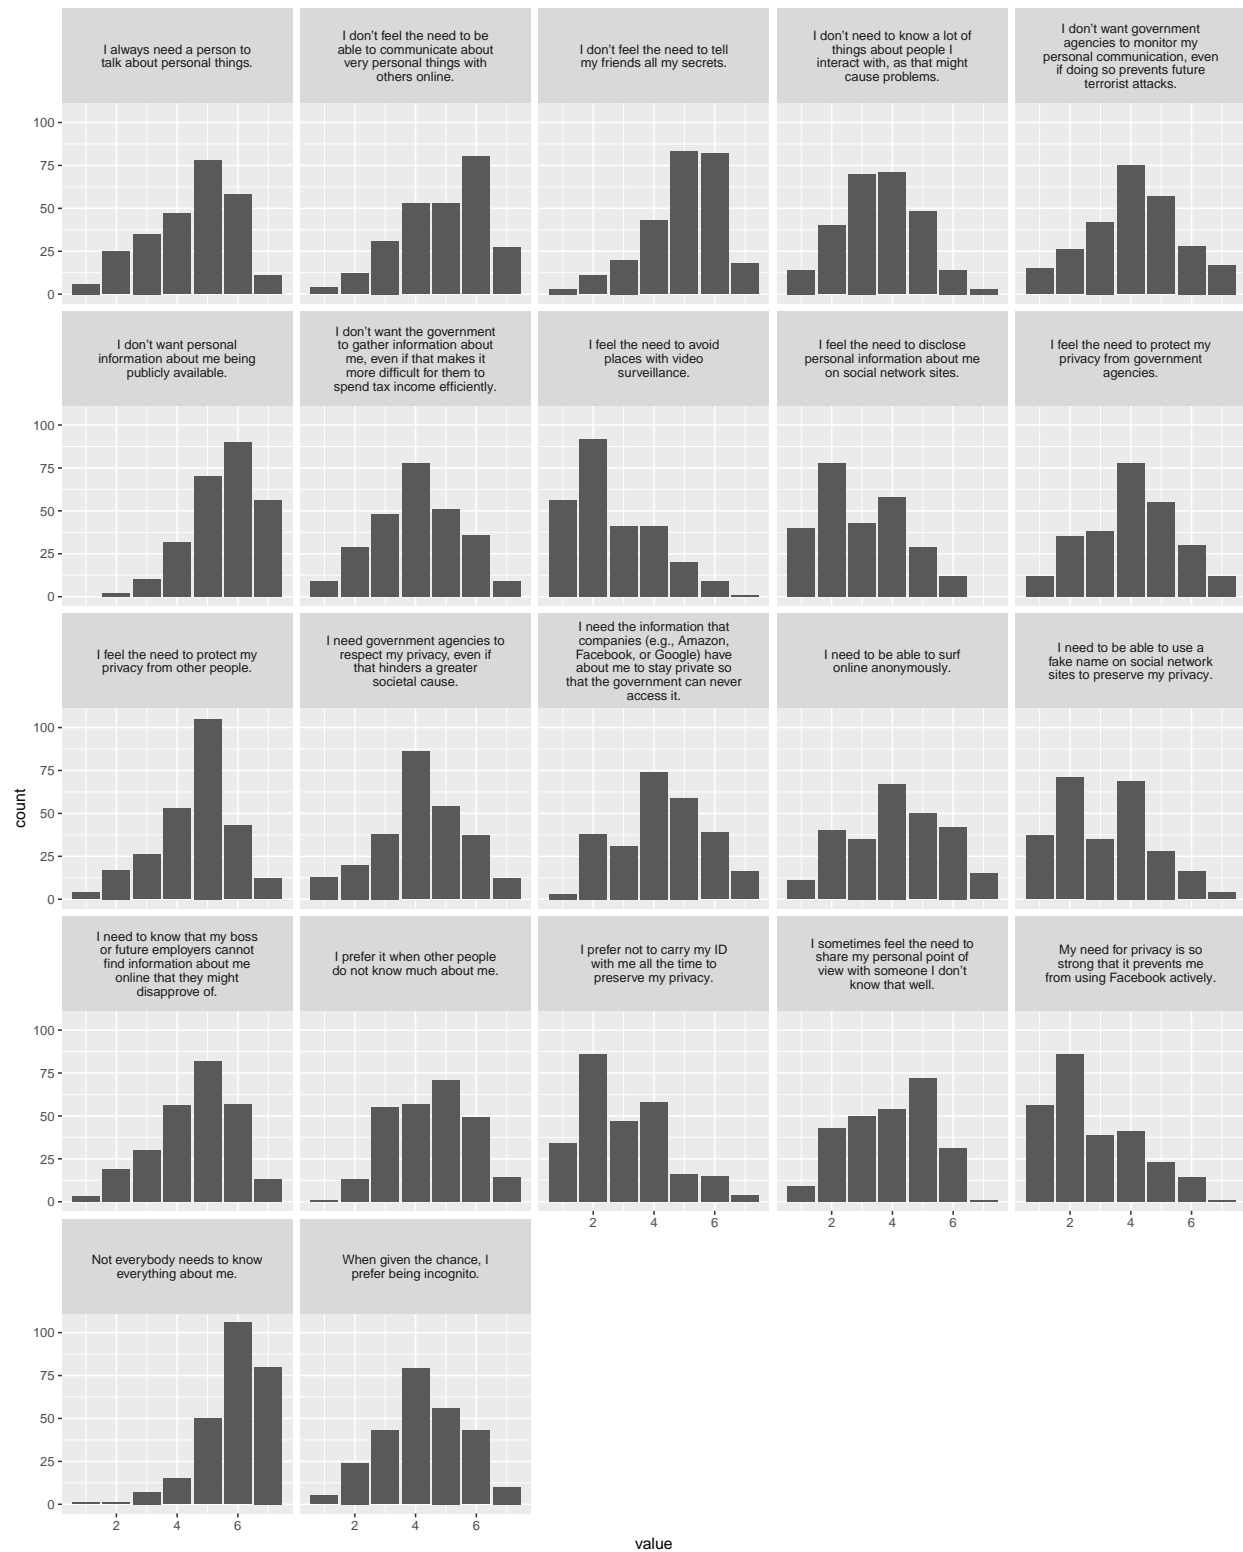 I always need a person to
talk about personal things.
I don't feel the need to be
able to communicate about
very personal things with
others online.
I don't feel the need to tell
my friends all my secrets.
I don't need to know a lot of
things about people I
interact with, as that might
cause problems.
I don't want government
agencies to monitor my
personal communication, even
if doing so prevents future
terrorist attacks.
100
75
50
25
0
I don't want personal
information about me being
publicly available.
I don't want the government
to gather information about
me, even if that makes it
more difficult for them to
spend tax income efficiently.
I feel the need to avoid
places with video
surveillance.
I feel the need to disclose
personal information about me
on social network sites.
I feel the need to protect my
privacy from government
agencies.
100
75
50
25
0
I feel the need to protect my
privacy from other people.
I need government agencies to
respect my privacy, even if
that hinders a greater
societal cause.
I need the information that
companies (e.g., Amazon,
Facebook, or Google) have
about me to stay private so
that the government can never
access it.
I need to be able to surf
online anonymously.
I need to be able to use a
fake name on social network
sites to preserve my privacy.
100
75
50
25
0
count
I need to know that my boss
or future employers cannot
find information about me
online that they might
disapprove of.
I prefer it when other people
do not know much about me.
I prefer not to carry my ID
with me all the time to
preserve my privacy.
I sometimes feel the need to
share my personal point of
view with someone I don't
know that well.
My need for privacy is so
strong that it prevents me
from using Facebook actively.
100
75
50
25
0
2 4 6
2 4 6
2 4 6
Not everybody needs to know
everything about me.
When given the chance, I
prefer being incognito.
100
75
50
25
0
2 4 6
2 4 6
value